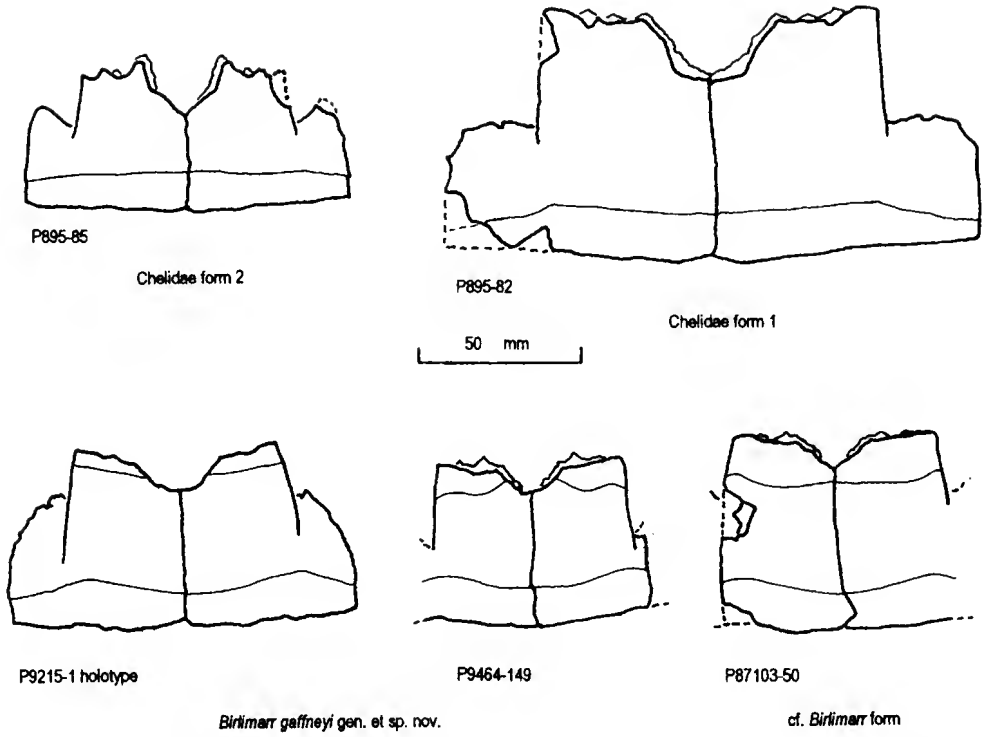 P895-85
Chelidae form 2
P895-82
Chelidae form 1
50 mm
P9215-1 holotype
P9464-149
P87103-50
Birlimarr gaffneyi gen. et sp. nov.
cf. Birlimarr form